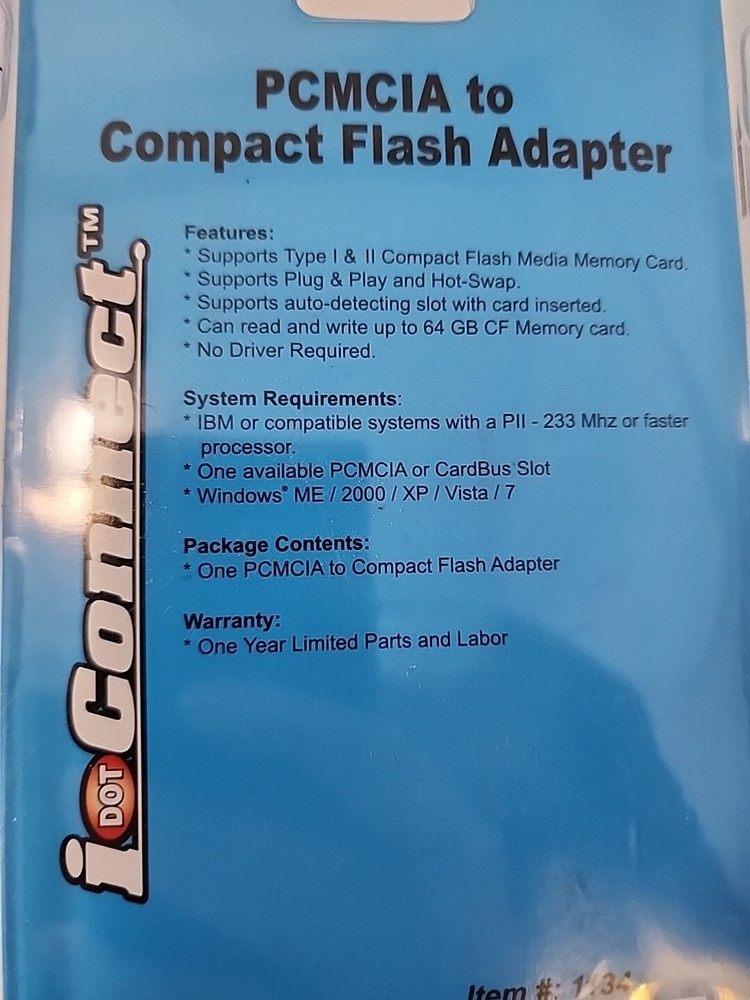 PCMCIA to
Compact Flash Adapter
Features:
* Supports Type I & II Compact Flash Media Memory Card.
* Supports Plug & Play and Hot-Swap.
* Supports auto-detecting slot with card inserted.
* Can read and write up to 64 GB CF Memory card.
* No Driver Required.
System Requirements:
* IBM or compatible systems with a PII - 233 Mhz or faster
processor.
* One available PCMCIA or CardBus Slot
* Windows® ME / 2000 / XP / Vista / 7
Package Contents:
* One PCMCIA to Compact Flash Adapter
Warranty:
* One Year Limited Parts and Labor
i DOT Connect™
Item #: